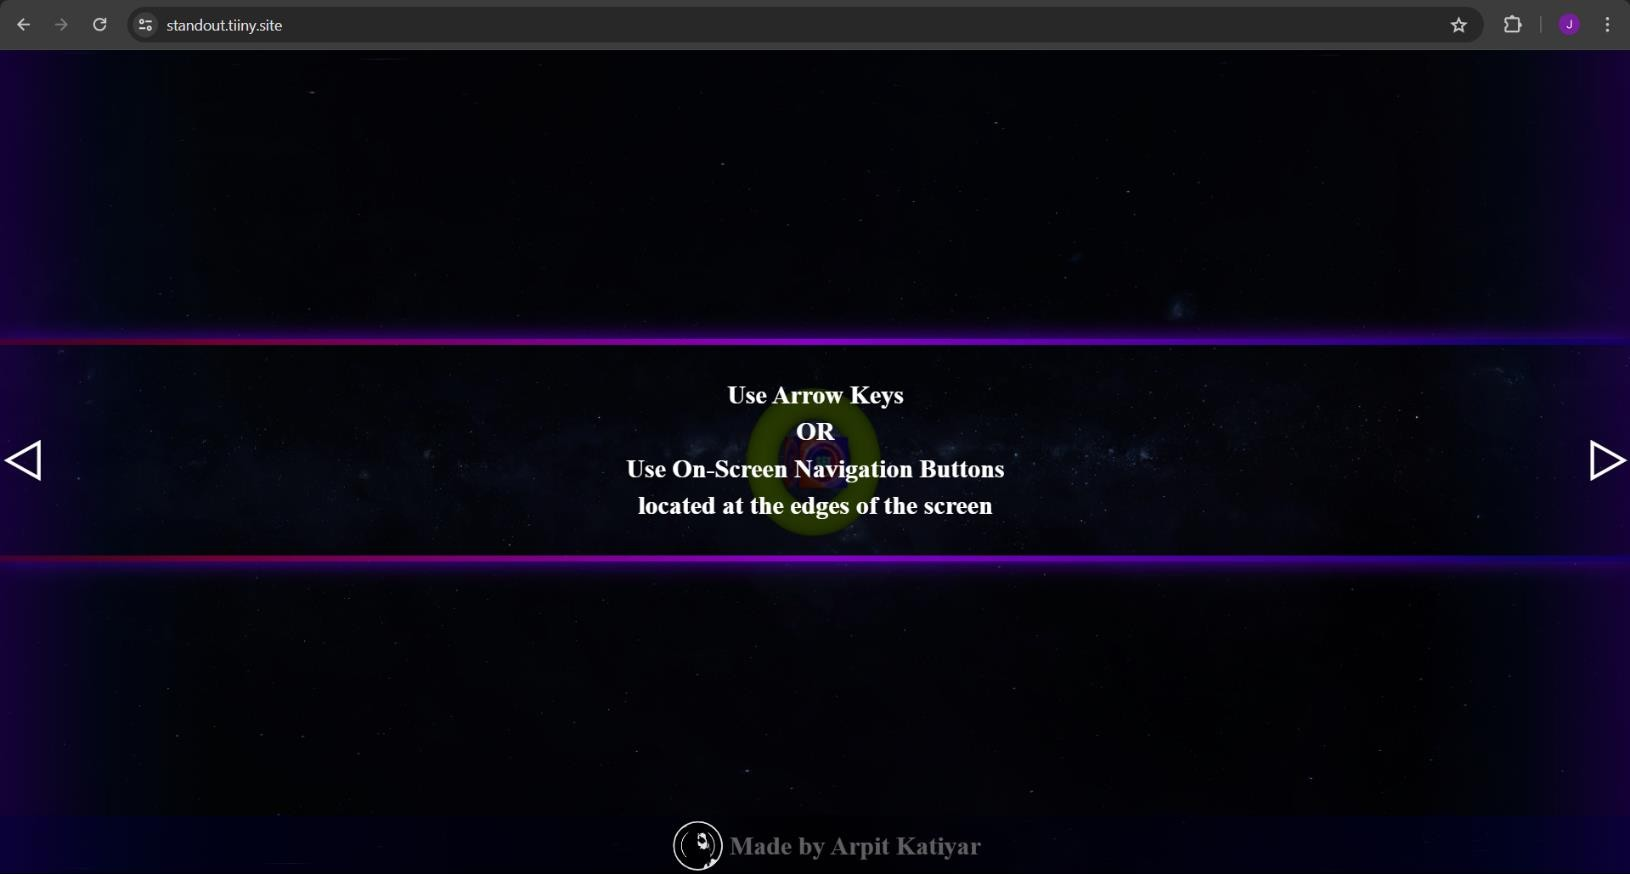 standout.tiiny.site
J
Use Arrow Keys
OR
Use On-Screen Navigation Buttons
located at the edges of the screen
Made by Arpit Katiyar